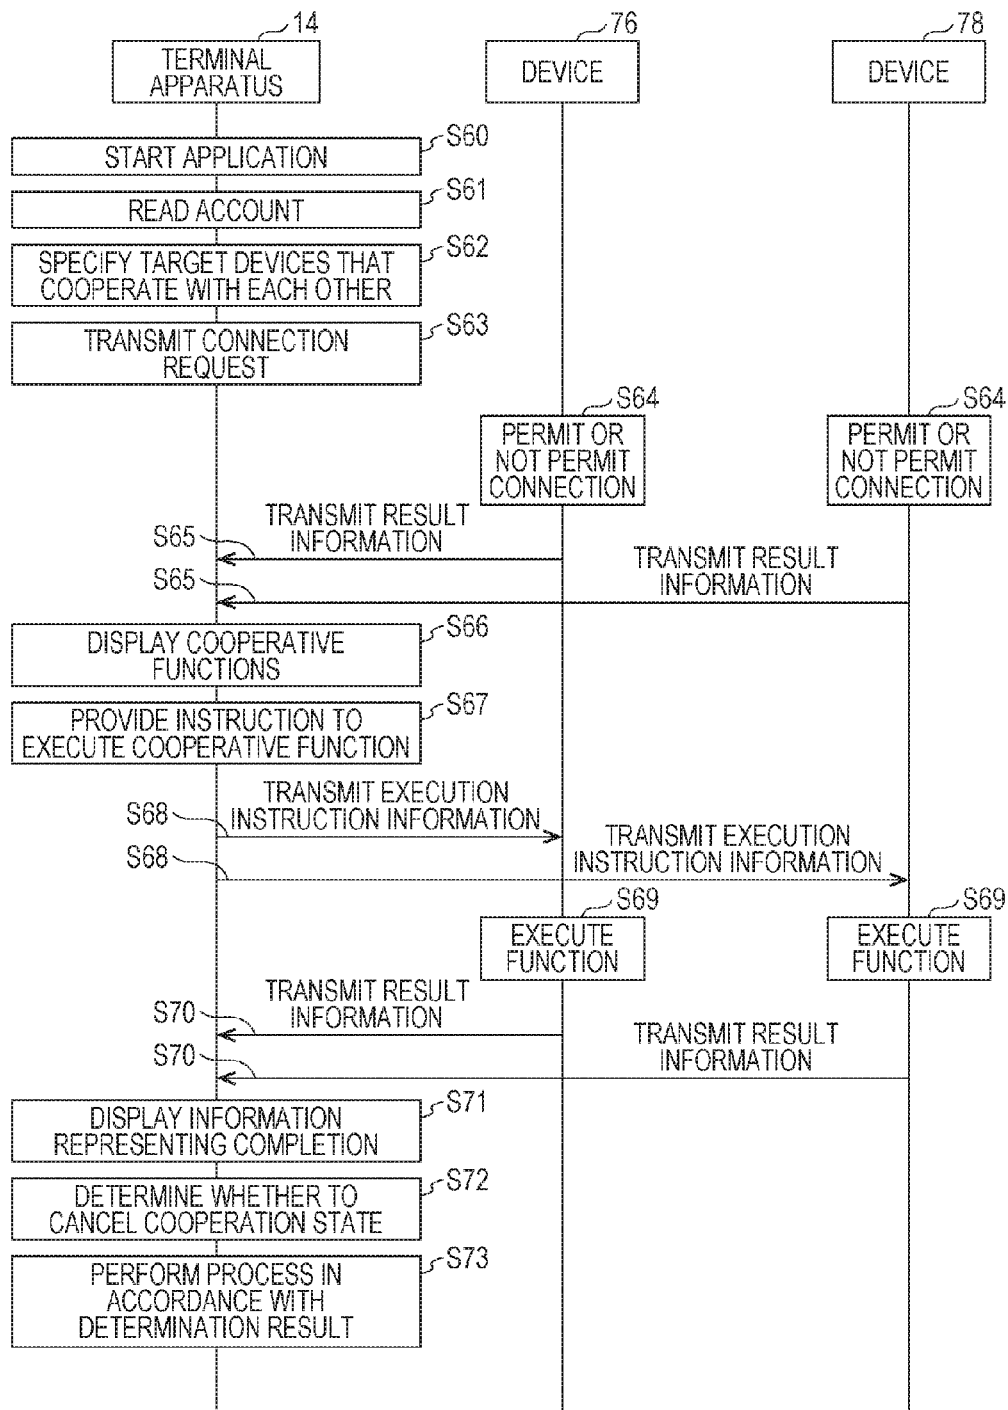 14
76
78
TERMINAL
APPARATUS
DEVICE
DEVICE
S60
START APPLICATION
S61
READ ACCOUNT
S62
SPECIFY TARGET DEVICES THAT
COOPERATE WITH EACH OTHER
S63
TRANSMIT CONNECTION
REQUEST
S64
S64
PERMIT OR
NOT PERMIT
CONNECTION
PERMIT OR
NOT PERMIT
CONNECTION
TRANSMIT RESULT
INFORMATION
S65
TRANSMIT RESULT
INFORMATION
S65
S66
DISPLAY COOPERATIVE
FUNCTIONS
S67
PROVIDE INSTRUCTION TO
EXECUTE COOPERATIVE FUNCTION
TRANSMIT EXECUTION
INSTRUCTION INFORMATION
S68
TRANSMIT EXECUTION
INSTRUCTION INFORMATION
S68
S69
S69
EXECUTE
FUNCTION
EXECUTE
FUNCTION
TRANSMIT RESULT
INFORMATION
S70
TRANSMIT RESULT
INFORMATION
S70
S71
DISPLAY INFORMATION
REPRESENTING COMPLETION
S72
DETERMINE WHETHER TO
CANCEL COOPERATION STATE
S73
PERFORM PROCESS IN
ACCORDANCE WITH
DETERMINATION RESULT